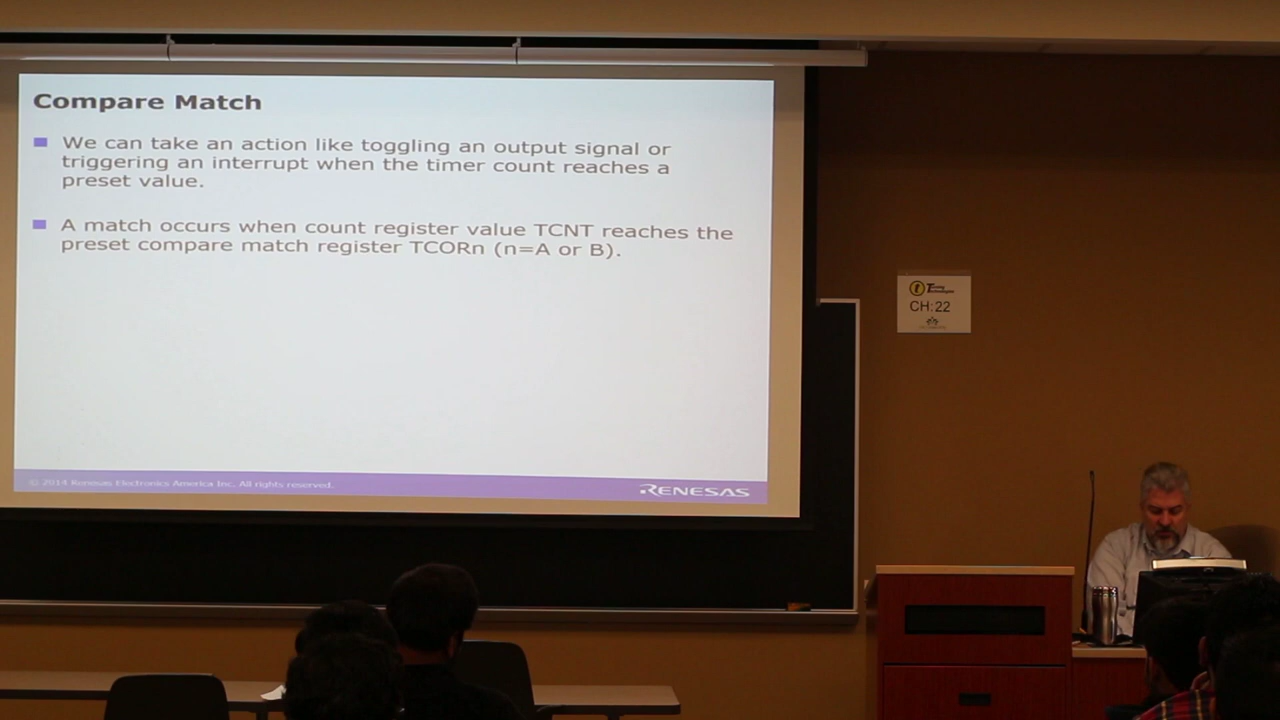 Compare Match
We can take an action like toggling an output signal or
triggering an interrupt when the timer count reaches a
preset value.
A match occurs when count register value TCNT reaches the
preset compare match register TCORn (n=A or B).
© 2014 Renesas Electronics America Inc. All rights reserved.
RENESAS
Turning
Technologies
CH:22